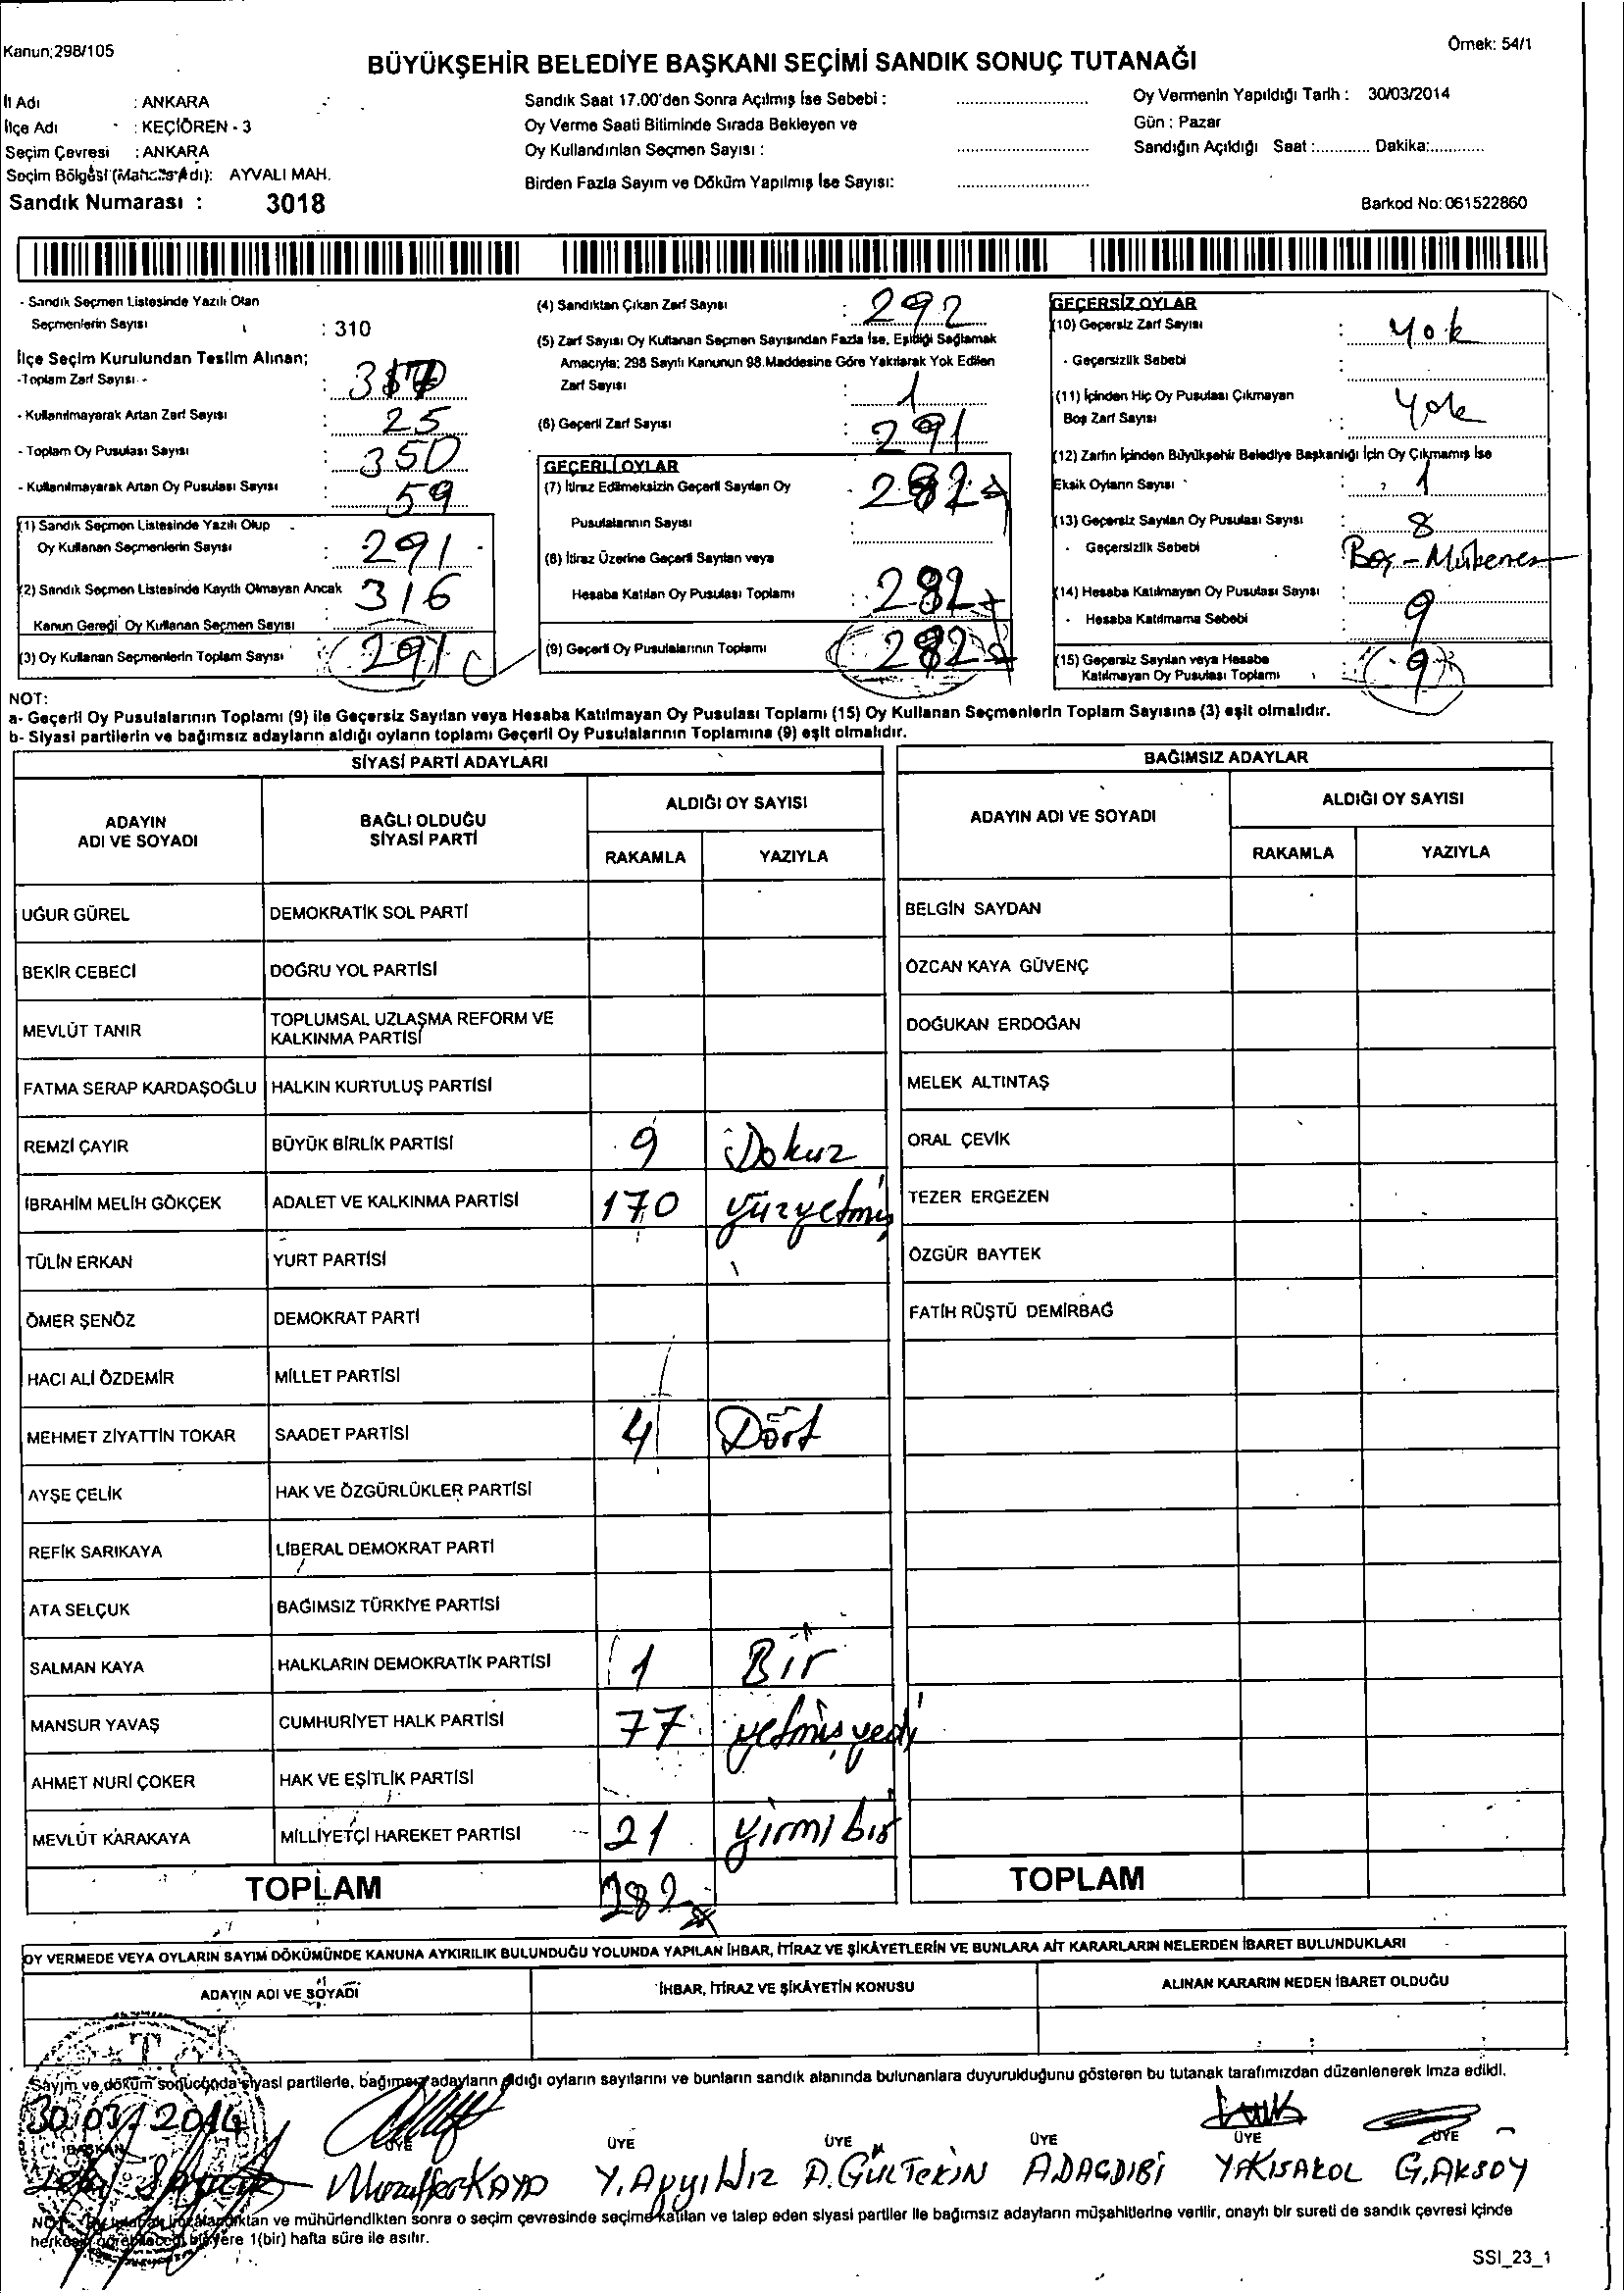 Kanun;298/105
Örnek: 54/1
BÜYÜKŞEHİR BELEDİYE BAŞKANI SEÇİMİ SANDIK SONUÇ TUTANAĞI
İl Adı : ANKARA
İlçe Adı : KEÇİÖREN - 3
Seçim Çevresi : ANKARA
Seçim Bölgesi (Mahalle Adı): AYVALI MAH.
Sandık Numarası : 3018
Sandık Saat 17.00'den Sonra Açılmış İse Sebebi :
Oy Verme Saati Bitiminde Sırada Bekleyen ve
Oy Kullandırılan Seçmen Sayısı :
Birden Fazla Sayım ve Döküm Yapılmış İse Sayısı:
Oy Vermenin Yapıldığı Tarih : 30/03/2014
Gün : Pazar
Sandığın Açıldığı Saat :............ Dakika:............
Barkod No: 061522860
- Sandık Seçmen Listesinde Yazılı Olan
Seçmenlerin Sayısı : 310
İlçe Seçim Kurulundan Teslim Alınan;
-Toplam Zarf Sayısı :
- Kullanılmayarak Artan Zarf Sayısı : 25
- Toplam Oy Pusulası Sayısı : 350
- Kullanılmayarak Artan Oy Pusulası Sayısı : 59
(1) Sandık Seçmen Listesinde Yazılı Olup
Oy Kullanan Seçmenlerin Sayısı : 291
(2) Sandık Seçmen Listesinde Kayıtlı Olmayan Ancak 316
Kanun Gereği Oy Kullanan Seçmen Sayısı
(3) Oy Kullanan Seçmenlerin Toplam Sayısı : 291
(4) Sandıktan Çıkan Zarf Sayısı : 292
(5) Zarf Sayısı Oy Kullanan Seçmen Sayısından Fazla İse, Eşitliği Sağlamak
Amacıyla; 298 Sayılı Kanunun 98.Maddesine Göre Yakılarak Yok Edilen
Zarf Sayısı : 1
(6) Geçerli Zarf Sayısı : 291
GEÇERLİ OYLAR
(7) İtiraz Edilmeksizin Geçerli Sayılan Oy 282
Pusulalarının Sayısı :
(8) İtiraz Üzerine Geçerli Sayılan veya
Hesaba Katılan Oy Pusulası Toplamı : 282
(9) Geçerli Oy Pusulalarının Toplamı 282
GEÇERSİZ OYLAR
(10) Geçersiz Zarf Sayısı : yok
- Geçersizlik Sebebi :
(11) İçinden Hiç Oy Pusulası Çıkmayan
Boş Zarf Sayısı : Yok
(12) Zarfın İçinden Büyükşehir Belediye Başkanlığı İçin Oy Çıkmamış İse
Eksik Oyların Sayısı : 1
(13) Geçersiz Sayılan Oy Pusulası Sayısı : 8
- Geçersizlik Sebebi Boş -
(14) Hesaba Katılmayan Oy Pusulası Sayısı : 9
- Hesaba Katılmama Sebebi :
(15) Geçersiz Sayılan veya Hesaba
Katılmayan Oy Pusulası Toplamı : 9
NOT:
a- Geçerli Oy Pusulalarının Toplamı (9) ile Geçersiz Sayılan veya Hesaba Katılmayan Oy Pusulası Toplamı (15) Oy Kullanan Seçmenlerin Toplam Sayısına (3) eşit olmalıdır.
b- Siyasi partilerin ve bağımsız adayların aldığı oyların toplamı Geçerli Oy Pusulalarının Toplamına (9) eşit olmalıdır.
SİYASİ PARTİ ADAYLARI
ADAYIN
ADI VE SOYADI
BAĞLI OLDUĞU
SİYASİ PARTİ
ALDIĞI OY SAYISI
RAKAMLA YAZIYLA
UĞUR GÜREL DEMOKRATİK SOL PARTİ
BEKİR CEBECİ DOĞRU YOL PARTİSİ
MEVLÜT TANIR TOPLUMSAL UZLAŞMA REFORM VE
KALKINMA PARTİSİ
FATMA SERAP KARDAŞOĞLU HALKIN KURTULUŞ PARTİSİ
REMZİ ÇAYIR BÜYÜK BİRLİK PARTİSİ 9 Dokuz
İBRAHİM MELİH GÖKÇEK ADALET VE KALKINMA PARTİSİ 170 yüzyetmiş
TÜLİN ERKAN YURT PARTİSİ
ÖMER ŞENÖZ DEMOKRAT PARTİ
HACI ALİ ÖZDEMİR MİLLET PARTİSİ
MEHMET ZİYATTİN TOKAR SAADET PARTİSİ 4 Dört
AYŞE ÇELİK HAK VE ÖZGÜRLÜKLER PARTİSİ
REFİK SARIKAYA LİBERAL DEMOKRAT PARTİ
ATA SELÇUK BAĞIMSIZ TÜRKİYE PARTİSİ
SALMAN KAYA HALKLARIN DEMOKRATİK PARTİSİ 1 Bir
MANSUR YAVAŞ CUMHURİYET HALK PARTİSİ 77 yetmişyedi
AHMET NURİ ÇOKER HAK VE EŞİTLİK PARTİSİ
MEVLÜT KARAKAYA MİLLİYETÇİ HAREKET PARTİSİ 21 yirmi bir
TOPLAM 282
BAĞIMSIZ ADAYLAR
ADAYIN ADI VE SOYADI
ALDIĞI OY SAYISI
RAKAMLA YAZIYLA
BELGİN SAYDAN
ÖZCAN KAYA GÜVENÇ
DOĞUKAN ERDOĞAN
MELEK ALTINTAŞ
ORAL ÇEVİK
TEZER ERGEZEN
ÖZGÜR BAYTEK
FATİH RÜŞTÜ DEMİRBAĞ
TOPLAM
OY VERMEDE VEYA OYLARIN SAYIM DÖKÜMÜNDE KANUNA AYKIRILIK BULUNDUĞU YOLUNDA YAPILAN İHBAR, İTİRAZ VE ŞİKÂYETLERİN VE BUNLARA AİT KARARLARIN NELERDEN İBARET BULUNDUKLARI
ADAYIN ADI VE SOYADI İHBAR, İTİRAZ VE ŞİKÂYETİN KONUSU ALINAN KARARIN NEDEN İBARET OLDUĞU
Sayım ve döküm sonucunda siyasi partilerle, bağımsız adayların aldığı oyların sayılarını ve bunların sandık alanında bulunanlara duyurulduğunu gösteren bu tutanak tarafımızdan düzenlenerek imza edildi.
30/03/2014
BAŞKAN ÜYE ÜYE ÜYE ÜYE ÜYE ÜYE
Muzaffer KAYA Y.Ayyıldız A.GÜLTEKİN A.DAGDIBİ YAKISAKOL G.AKSOY
NOT: Bu tutanak imzalandıktan ve mühürlendikten sonra o seçim çevresinde seçime katılan ve talep eden siyasi partiler ile bağımsız adayların müşahitlerine verilir, onaylı bir sureti de sandık çevresi içinde
herkesin görebileceği bir yere 1(bir) hafta süre ile asılır.
SSI_23_1